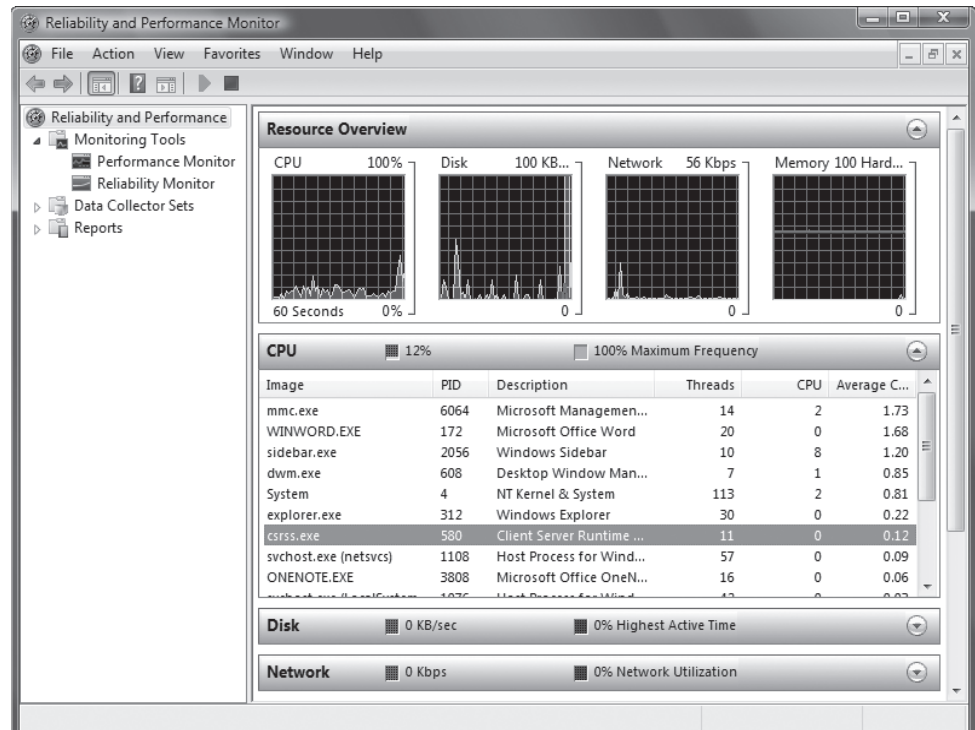 Reliability and Performance Monitor
File Action View Favorites Window Help
Reliability and Performance
Monitoring Tools
Performance Monitor
Reliability Monitor
Data Collector Sets
Reports
Resource Overview
CPU 100% Disk 100 KB... Network 56 Kbps Memory 100 Hard...
60 Seconds 0% 0 0 0
CPU 12% 100% Maximum Frequency
Image PID Description Threads CPU Average C...
mmc.exe 6064 Microsoft Managemen... 14 2 1.73
WINWORD.EXE 172 Microsoft Office Word 20 0 1.68
sidebar.exe 2056 Windows Sidebar 10 8 1.20
dwm.exe 608 Desktop Window Man... 7 1 0.85
System 4 NT Kernel & System 113 2 0.81
explorer.exe 312 Windows Explorer 30 0 0.22
csrss.exe 580 Client Server Runtime ... 11 0 0.12
svchost.exe (netsvcs) 1108 Host Process for Wind... 57 0 0.09
ONENOTE.EXE 3808 Microsoft Office OneN... 16 0 0.06
Disk 0 KB/sec 0% Highest Active Time
Network 0 Kbps 0% Network Utilization